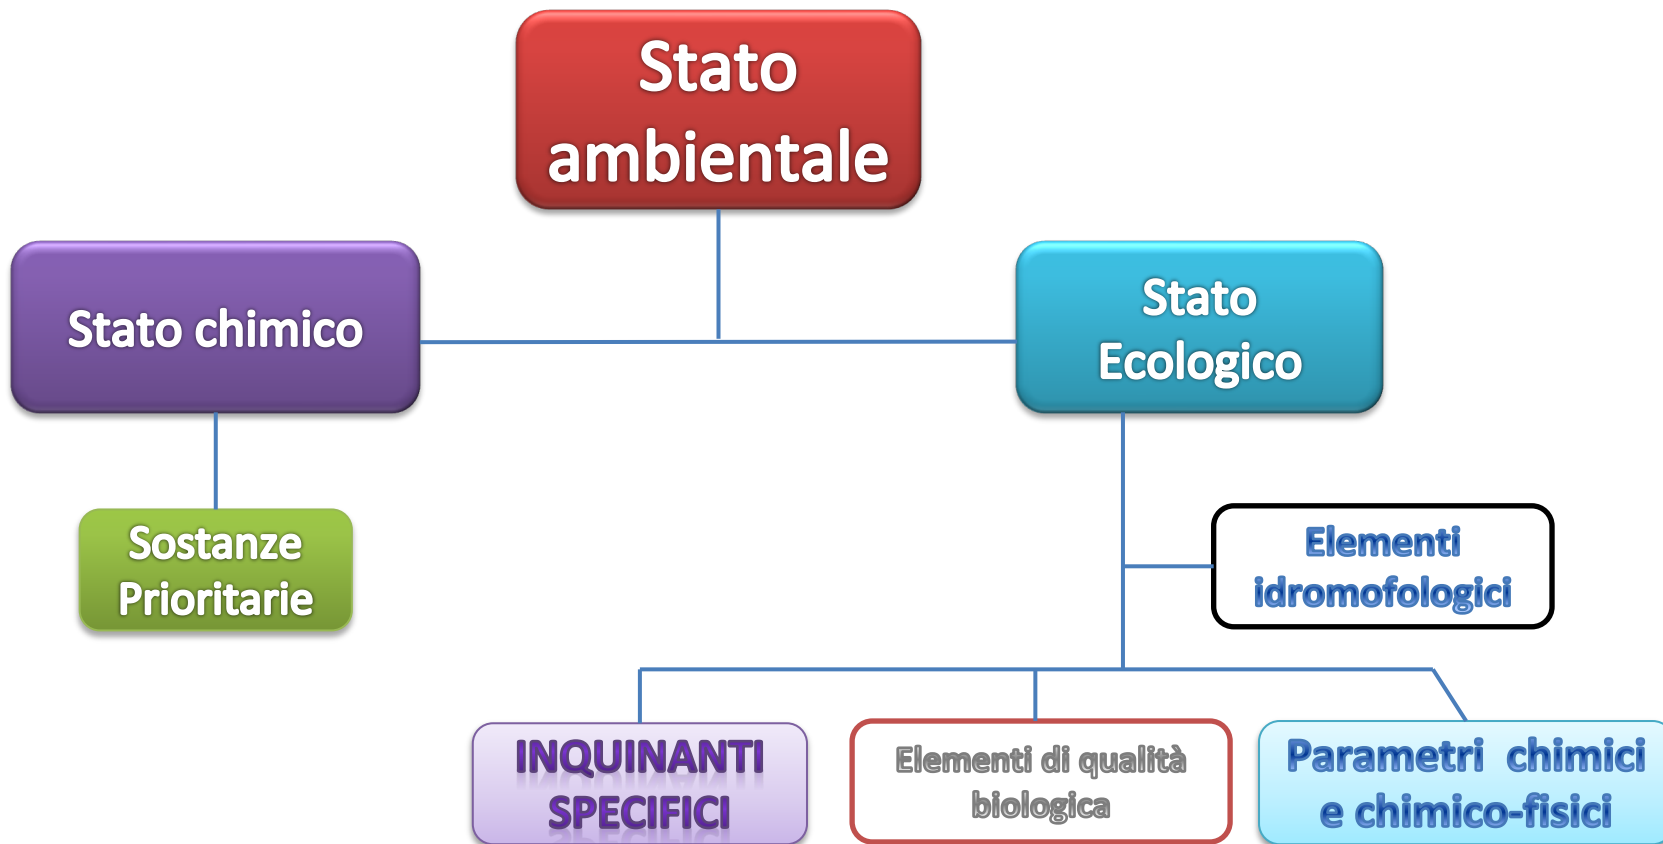 Stato
ambientale
Stato chimico
Stato
Ecologico
Sostanze
Prioritarie
Elementi
idromofologici
INQUINANTI
SPECIFICI
Elementi di qualità
biologica
Parametri chimici
e chimico-fisici